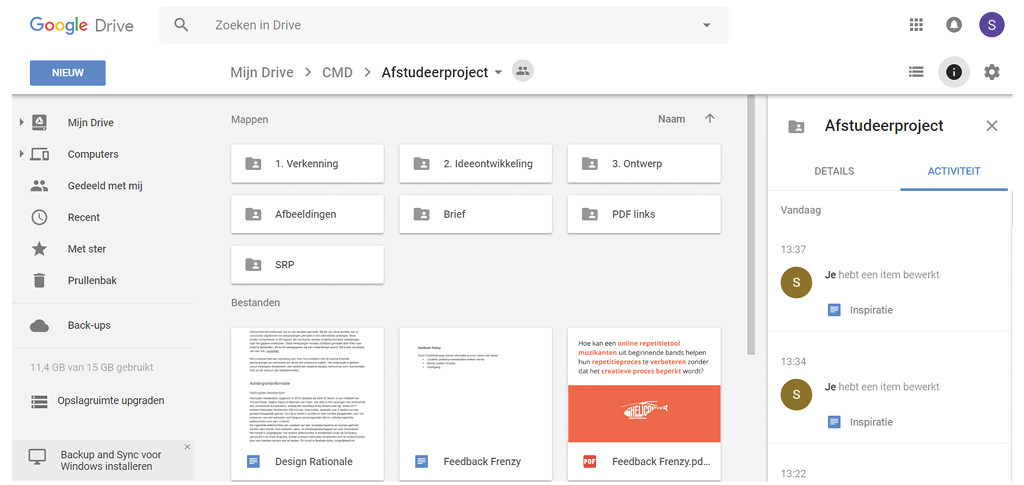 Google Drive
Zoeken in Drive
S
NIEUW
Mijn Drive > CMD > Afstudeerproject
Mijn Drive
Computers
Gedeeld met mij
Recent
Met ster
Prullenbak
Back-ups
11,4 GB van 15 GB gebruikt
Opslagruimte upgraden
Backup and Sync voor
Windows installeren
Mappen
Naam
1. Verkenning
2. Ideeontwikkeling
3. Ontwerp
Afbeeldingen
Brief
PDF links
SRP
Bestanden
Achtergrondinformatie
Design Rationale
Feedback Frenzy
Feedback Frenzy
Hoe kan een online repetitietool
muzikanten uit beginnende bands helpen
hun repetitieproces te verbeteren zonder
dat het creatieve proces beperkt wordt?
HELICOPTER
PDF
Feedback Frenzy.pd...
Afstudeerproject
DETAILS
ACTIVITEIT
Vandaag
13:37
S
Je hebt een item bewerkt
Inspiratie
13:34
S
Je hebt een item bewerkt
Inspiratie
13:22